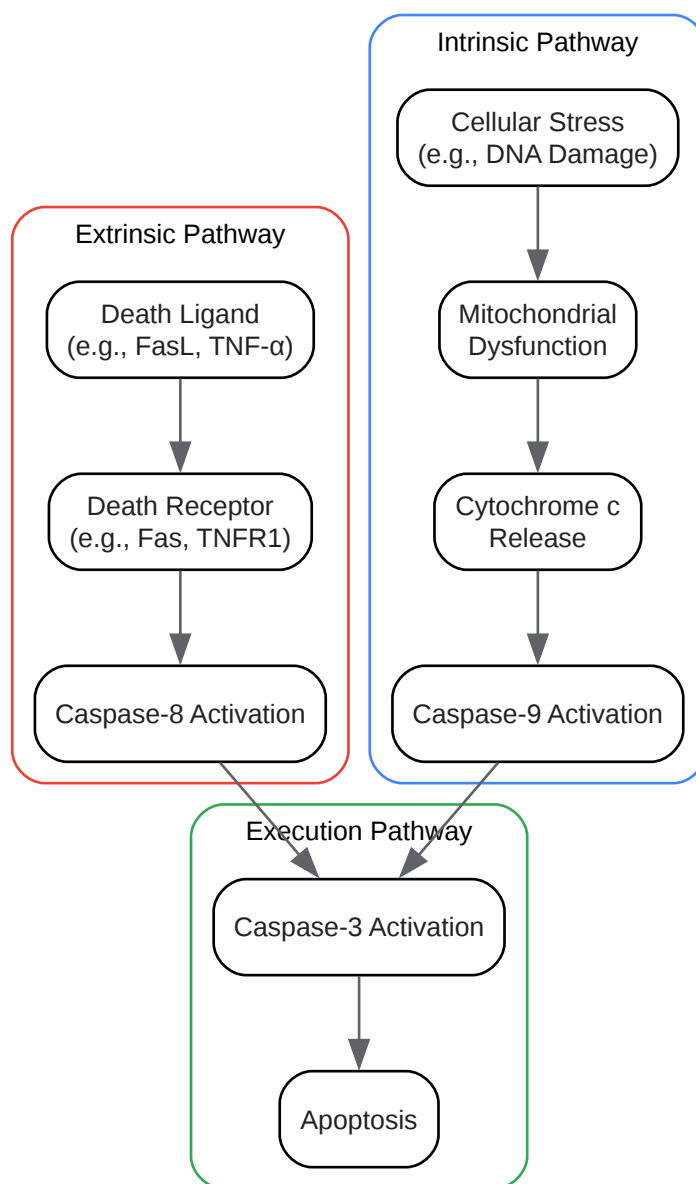 Intrinsic Pathway
Cellular Stress
(e.g., DNA Damage)
Mitochondrial
Dysfunction
Cytochrome c
Release
Caspase-9 Activation
Extrinsic Pathway
Death Ligand
(e.g., FasL, TNF-α)
Death Receptor
(e.g., Fas, TNFR1)
Caspase-8 Activation
Execution Pathway
Caspase-3 Activation
Apoptosis